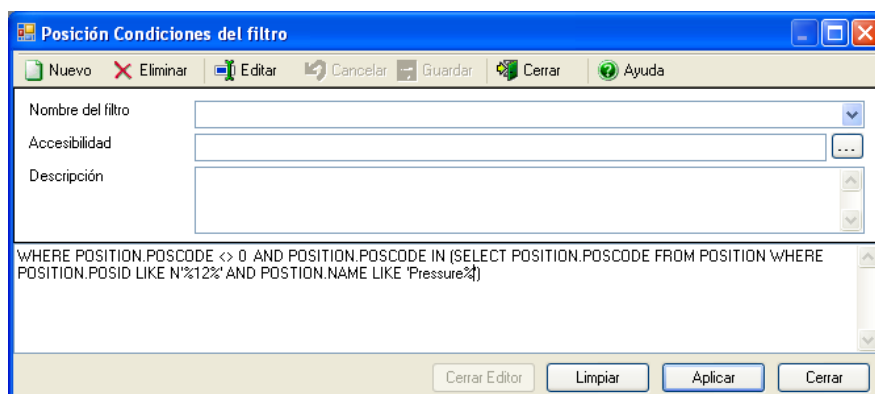 Posición Condiciones del filtro
Nuevo Eliminar Editar Cancelar Guardar Cerrar Ayuda
Nombre del filtro
Accesibilidad
...
Descripción
WHERE POSITION.POSCODE <> 0 AND POSITION.POSCODE IN (SELECT POSITION.POSCODE FROM POSITION WHERE
POSITION.POSID LIKE N'%12%' AND POSTION.NAME LIKE 'Pressure%')
Cerrar Editor Limpiar Aplicar Cerrar